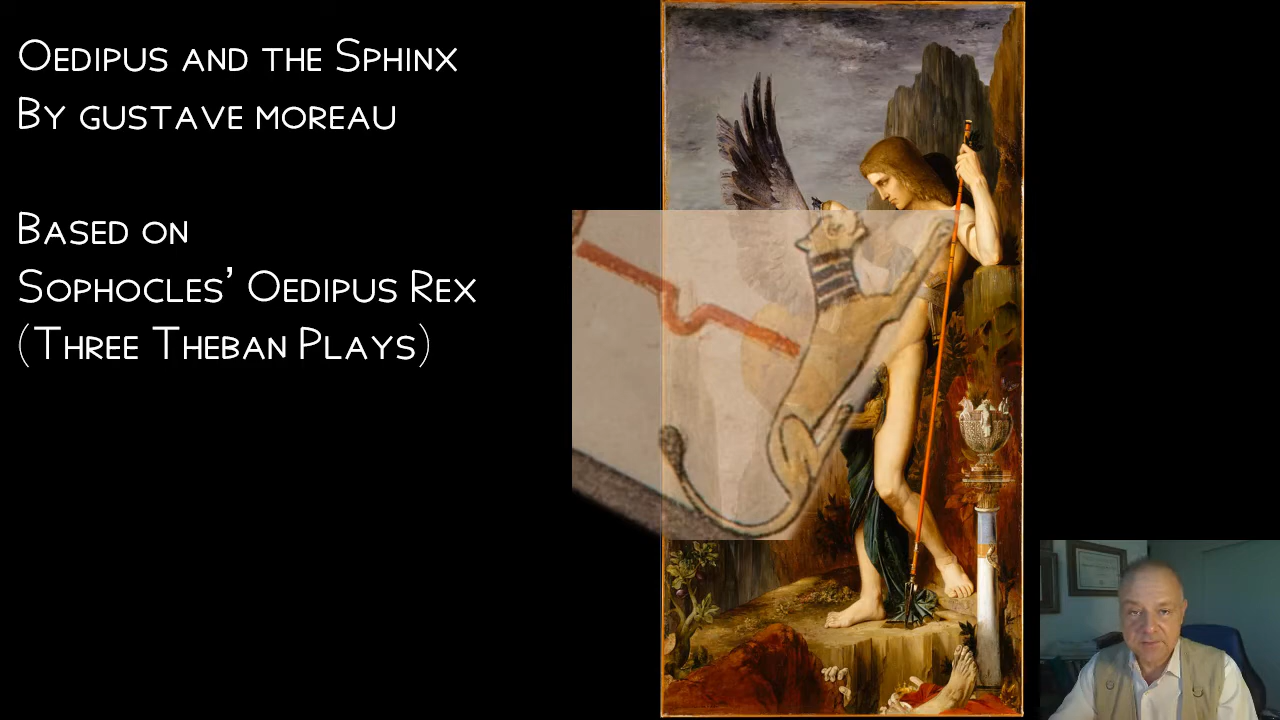 Oedipus and the Sphinx
By gustave moreau
Based on
Sophocles’ Oedipus Rex
(Three Theban Plays)